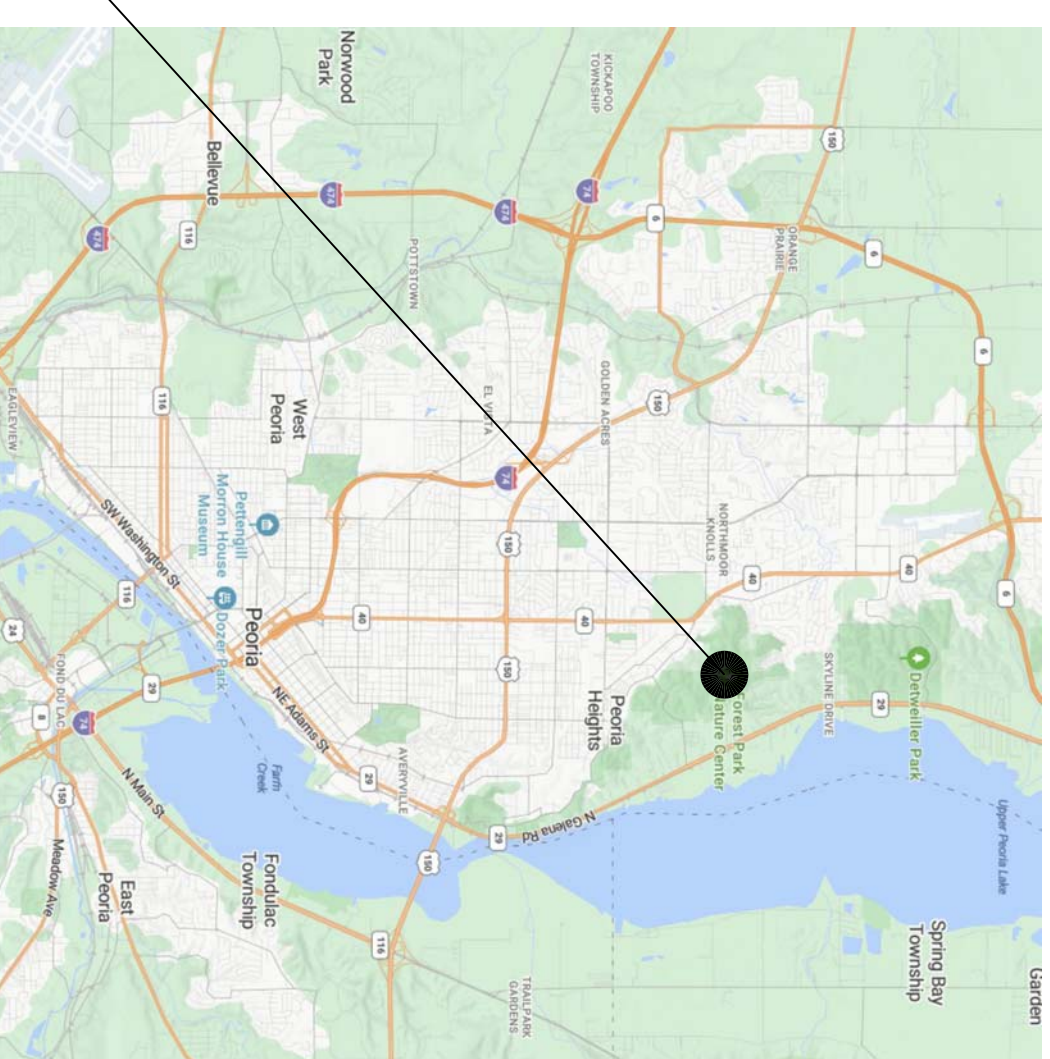 Garden
6
Upper Peoria Lake
6
Spring Bay
Township
Detweiller Park
40
29
6
150
SKYLINE DRIVE
ORANGE
PRAIRIE
40
Forest Park
Nature Center
NORTHMOOR
KNOLLS
150
6
Peoria
Heights
KICKAPOO
TOWNSHIP
GOLDEN ACRES
74
40
N Galena Rd
TRAILPARK
GARDENS
150
150
474
74
29
EL VISTA
150
POTTSTOWN
AVERYVILLE
116
29
40
Norwood
Park
474
NE Adams St
West
Peoria
Farm
Creek
Fondulac
Township
Peoria
Pettengill
Morron House
Museum
Dozer Park
Bellevue
116
116
29
N Main St
SW Washington St
116
East
Peoria
474
74
150
FOND DU LAC
Meadow Ave
8
EAGLEVIEW
24